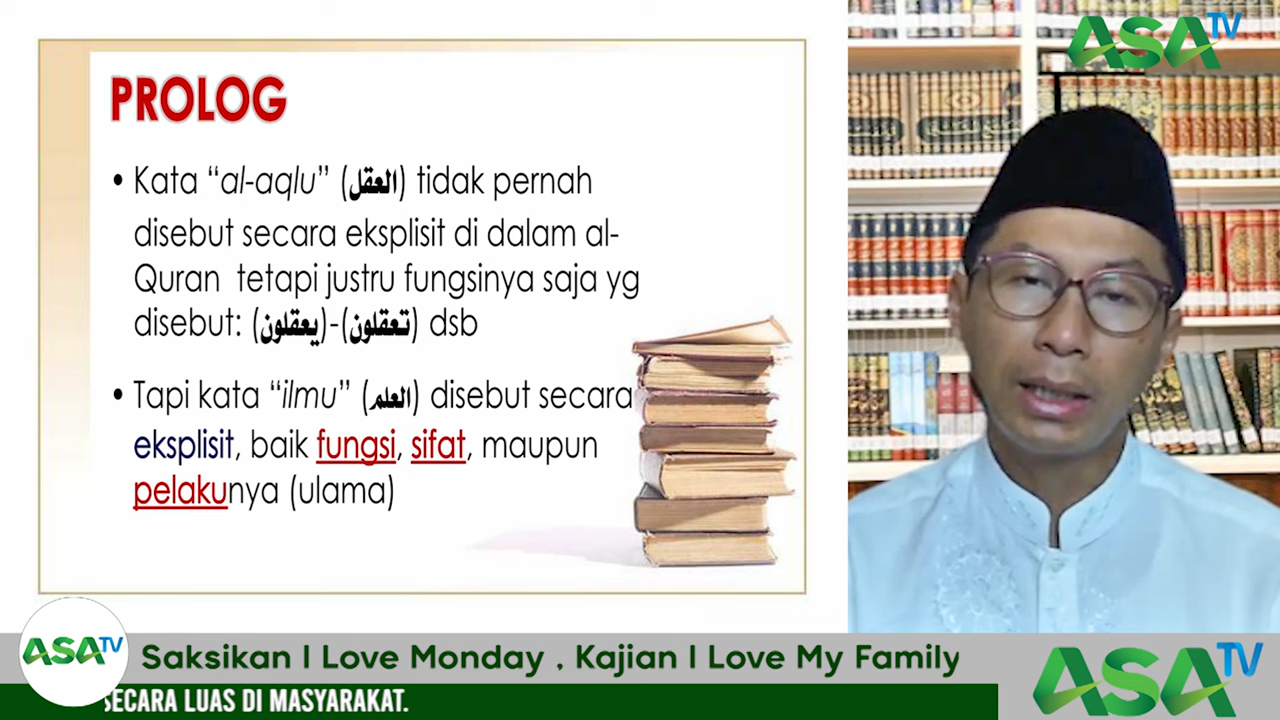 PROLOG
• Kata “al-aqlu” (العقل) tidak pernah
disebut secara eksplisit di dalam al-
Quran tetapi justru fungsinya saja yg
disebut: (يعقلون)-(تعقلون) dsb
• Tapi kata “ilmu” (العلم) disebut secara
eksplisit, baik fungsi, sifat, maupun
pelakunya (ulama)
ASA TV
ASA TV
Saksikan I Love Monday , Kajian I Love My Family
SECARA LUAS DI MASYARAKAT.
ASA TV